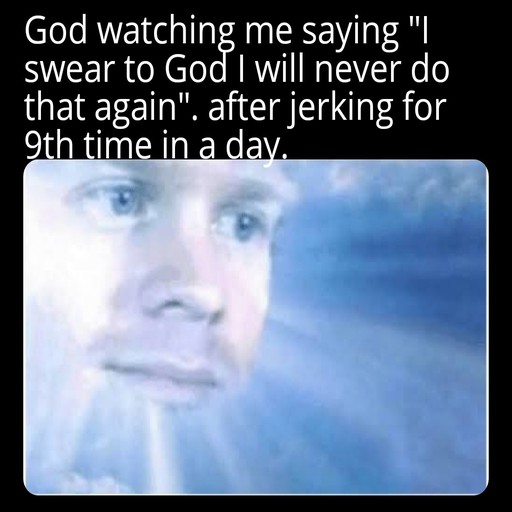 God watching me saying "I
swear to God I will never do
that again". after jerking for
9th time in a day.